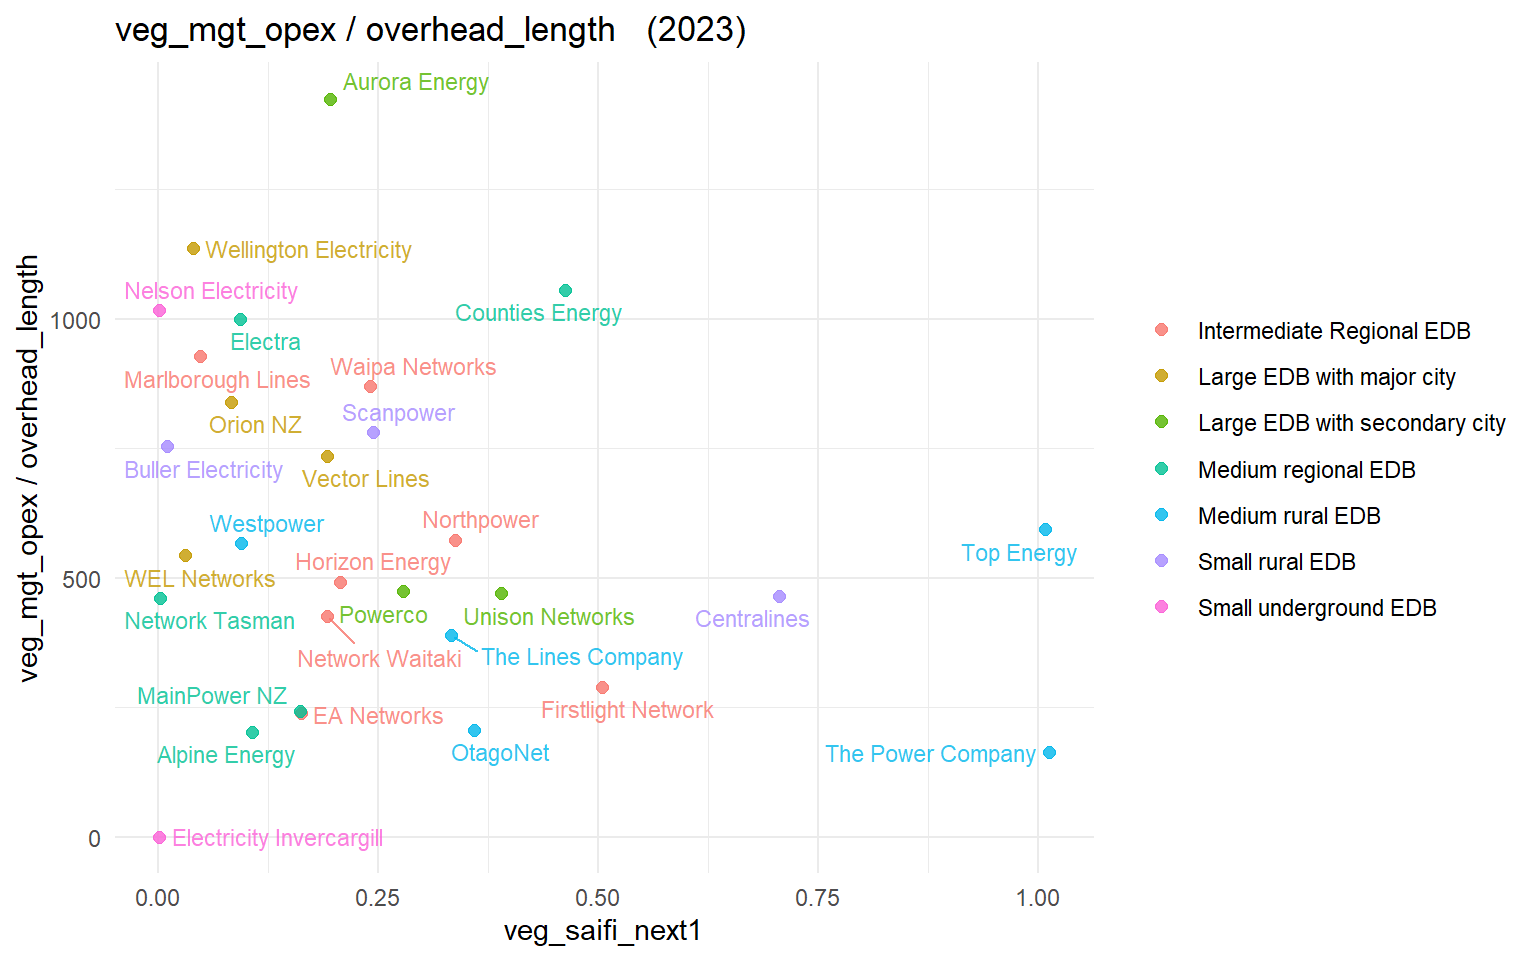 veg_mgt_opex / overhead_length (2023)
Aurora Energy
Wellington Electricity
Nelson Electricity
Counties Energy
Electra
Waipa Networks
Marlborough Lines
Scanpower
Orion NZ
Buller Electricity
Vector Lines
Westpower
Northpower
Top Energy
Horizon Energy
WEL Networks
Powerco
Unison Networks
Centralines
Network Tasman
Network Waitaki
The Lines Company
MainPower NZ
EA Networks
Firstlight Network
Alpine Energy
OtagoNet
The Power Company
Electricity Invercargill
veg_mgt_opex / overhead_length
1000
500
0
0.00
0.25
0.50
0.75
1.00
veg_saifi_next1
Intermediate Regional EDB
Large EDB with major city
Large EDB with secondary city
Medium regional EDB
Medium rural EDB
Small rural EDB
Small underground EDB